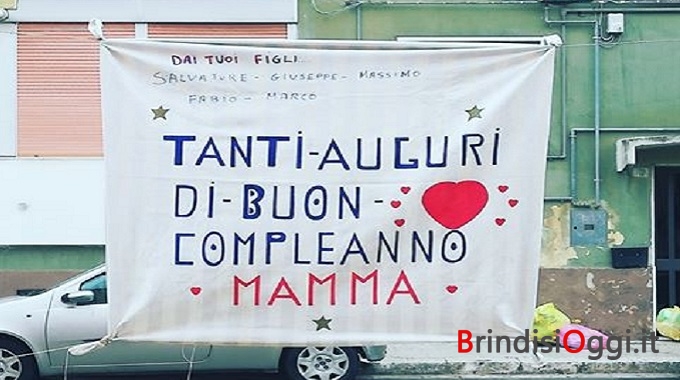 DAI TUOI FIGLI...
SALVATORE - GIUSEPPE - MASSIMO
FABIO - MARCO
TANTI-AUGURI
DI-BUON-
COMPLEANNO
MAMMA
BrindisiOggi.it